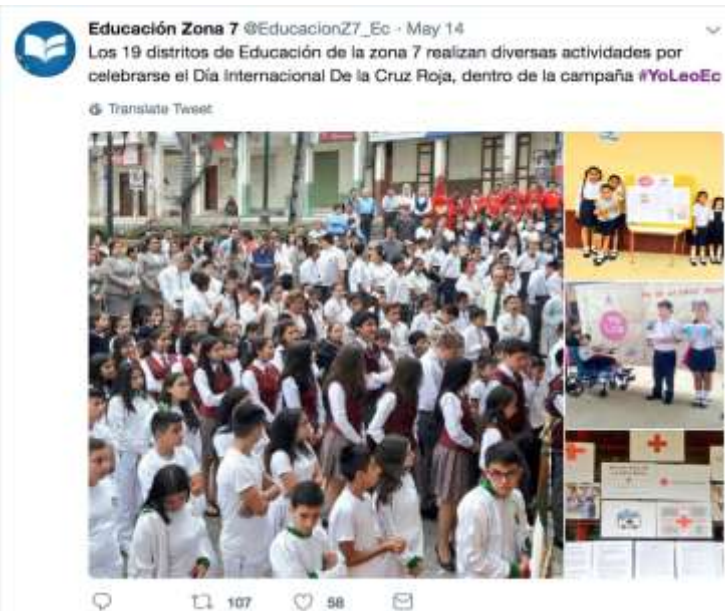 Educación Zona 7 @EducacionZ7_Ec · May 14
Los 19 distritos de Educación de la zona 7 realizan diversas actividades por
celebrarse el Día Internacional De la Cruz Roja, dentro de la campaña #YoLeoEc
Translate Tweet
107 58